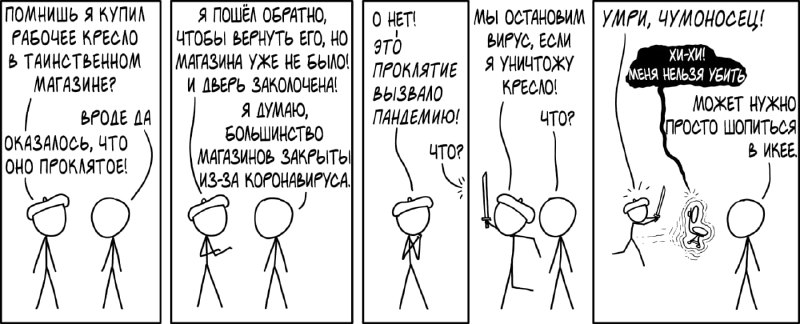 ПОМНИШЬ Я КУПИЛ
РАБОЧЕЕ КРЕСЛО
В ТАИНСТВЕННОМ
МАГАЗИНЕ?
ВРОДЕ ДА
ОКАЗАЛОСЬ, ЧТО
ОНО ПРОКЛЯТОЕ!
Я ПОШЁЛ ОБРАТНО,
ЧТОБЫ ВЕРНУТЬ ЕГО, НО
МАГАЗИНА УЖЕ НЕ БЫЛО!
И ДВЕРЬ ЗАКОЛОЧЕНА!
Я ДУМАЮ,
БОЛЬШИНСТВО
МАГАЗИНОВ ЗАКРЫТЫ
ИЗ-ЗА КОРОНАВИРУСА.
О НЕТ!
ЭТО
ПРОКЛЯТИЕ
ВЫЗВАЛО
ПАНДЕМИЮ!
ЧТО?
МЫ ОСТАНОВИМ
ВИРУС, ЕСЛИ
Я УНИЧТОЖУ
КРЕСЛО!
ЧТО?
УМРИ, ЧУМОНОСЕЦ!
ХИ-ХИ!
МЕНЯ НЕЛЬЗЯ УБИТЬ
МОЖЕТ НУЖНО
ПРОСТО ШОПИТЬСЯ
В ИКЕЕ.